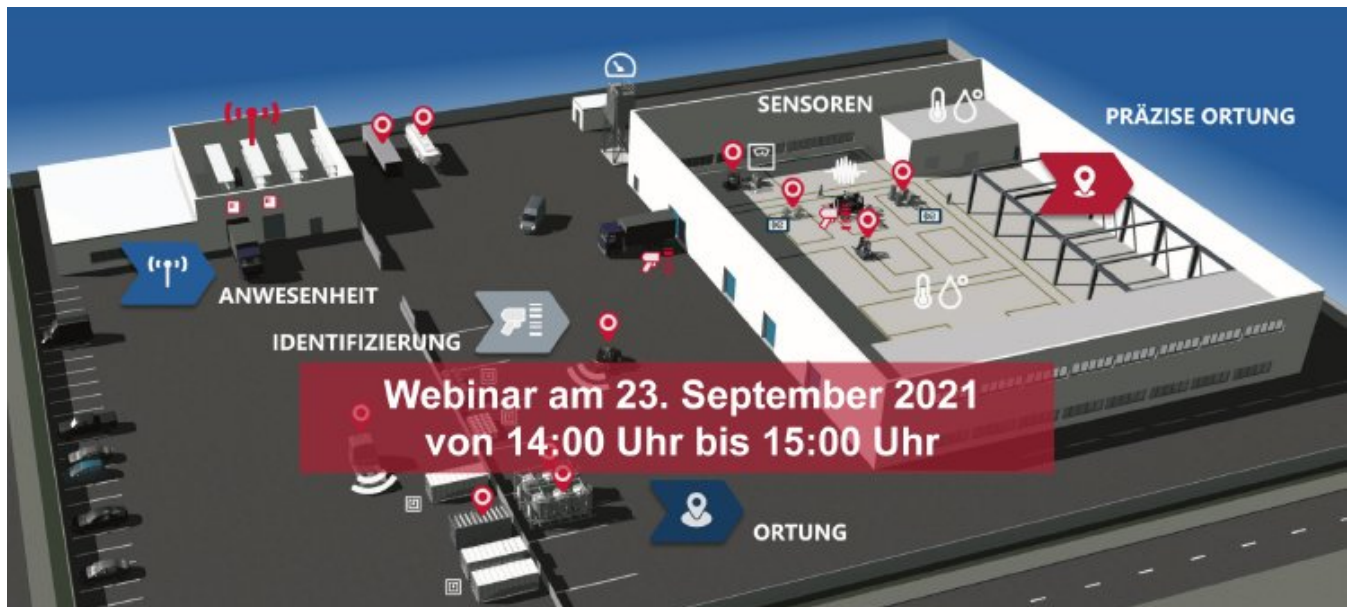 SENSOREN
PRÄZISE ORTUNG
ANWESENHEIT
IDENTIFIZIERUNG
Webinar am 23. September 2021
von 14:00 Uhr bis 15:00 Uhr
ORTUNG